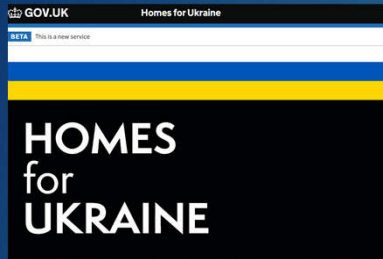 GOV.UK Homes for Ukraine
BETA This is a new service
HOMES
for
UKRAINE